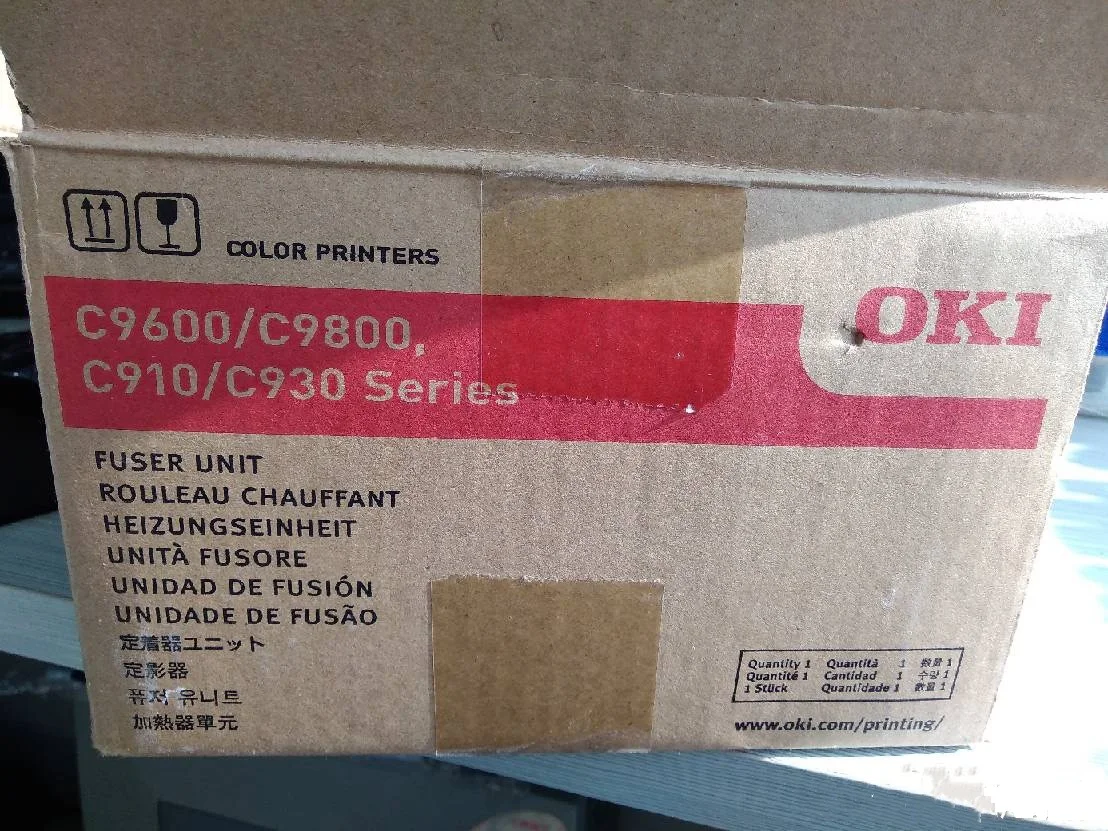 COLOR PRINTERS
OKI
C9600/C9800,
C910/C930 Series
FUSER UNIT
ROULEAU CHAUFFANT
HEIZUNGSEINHEIT
UNITÀ FUSORE
UNIDAD DE FUSIÓN
UNIDADE DE FUSÃO
定着器ユニット
定影器
퓨저 유니트
加熱器單元
Quantity 1 Quantità 1 数量 1
Quantité 1 Cantidad 1 수량 1
1 Stück Quantidade 1 數量 1
www.oki.com/printing/